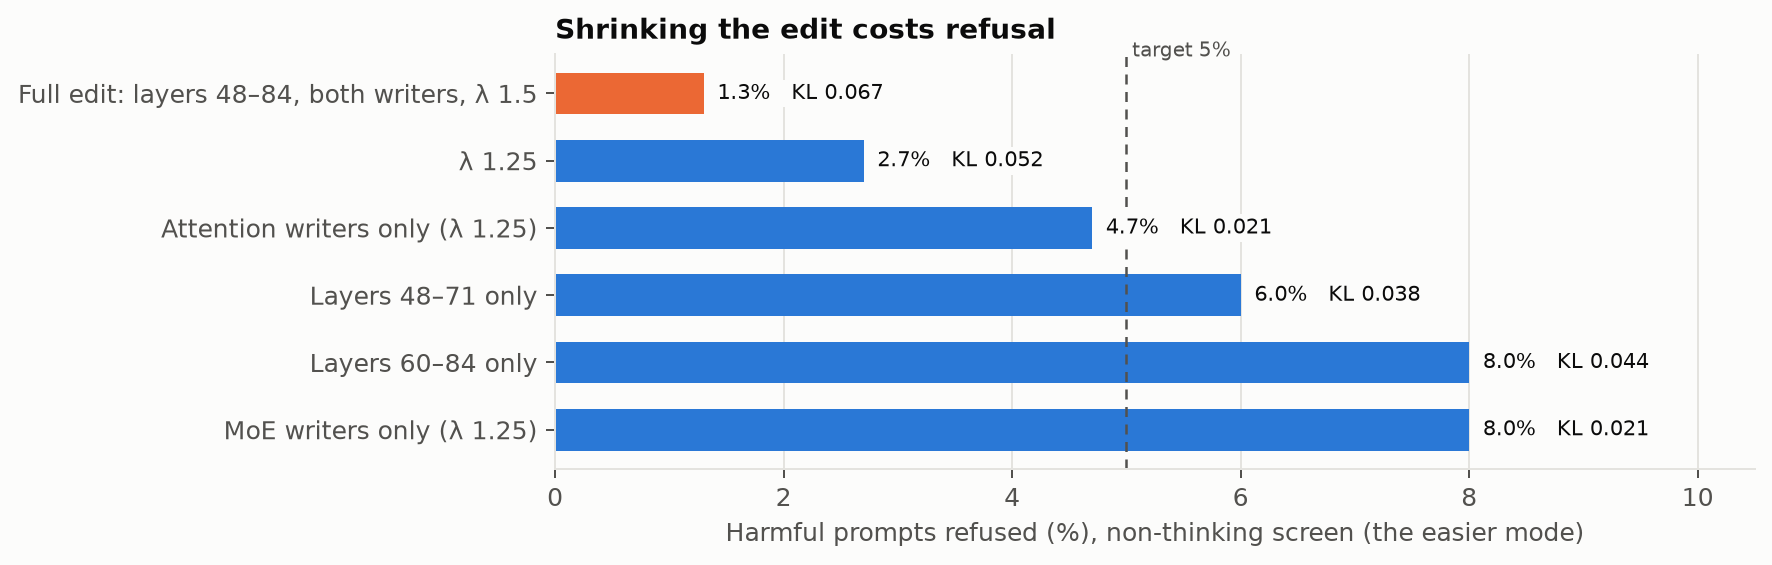 Shrinking the edit costs refusal
target 5%
Full edit: layers 48–84, both writers, λ 1.5
1.3% KL 0.067
λ 1.25
2.7% KL 0.052
Attention writers only (λ 1.25)
4.7% KL 0.021
Layers 48–71 only
6.0% KL 0.038
Layers 60–84 only
8.0% KL 0.044
MoE writers only (λ 1.25)
8.0% KL 0.021
0 2 4 6 8 10
Harmful prompts refused (%), non-thinking screen (the easier mode)